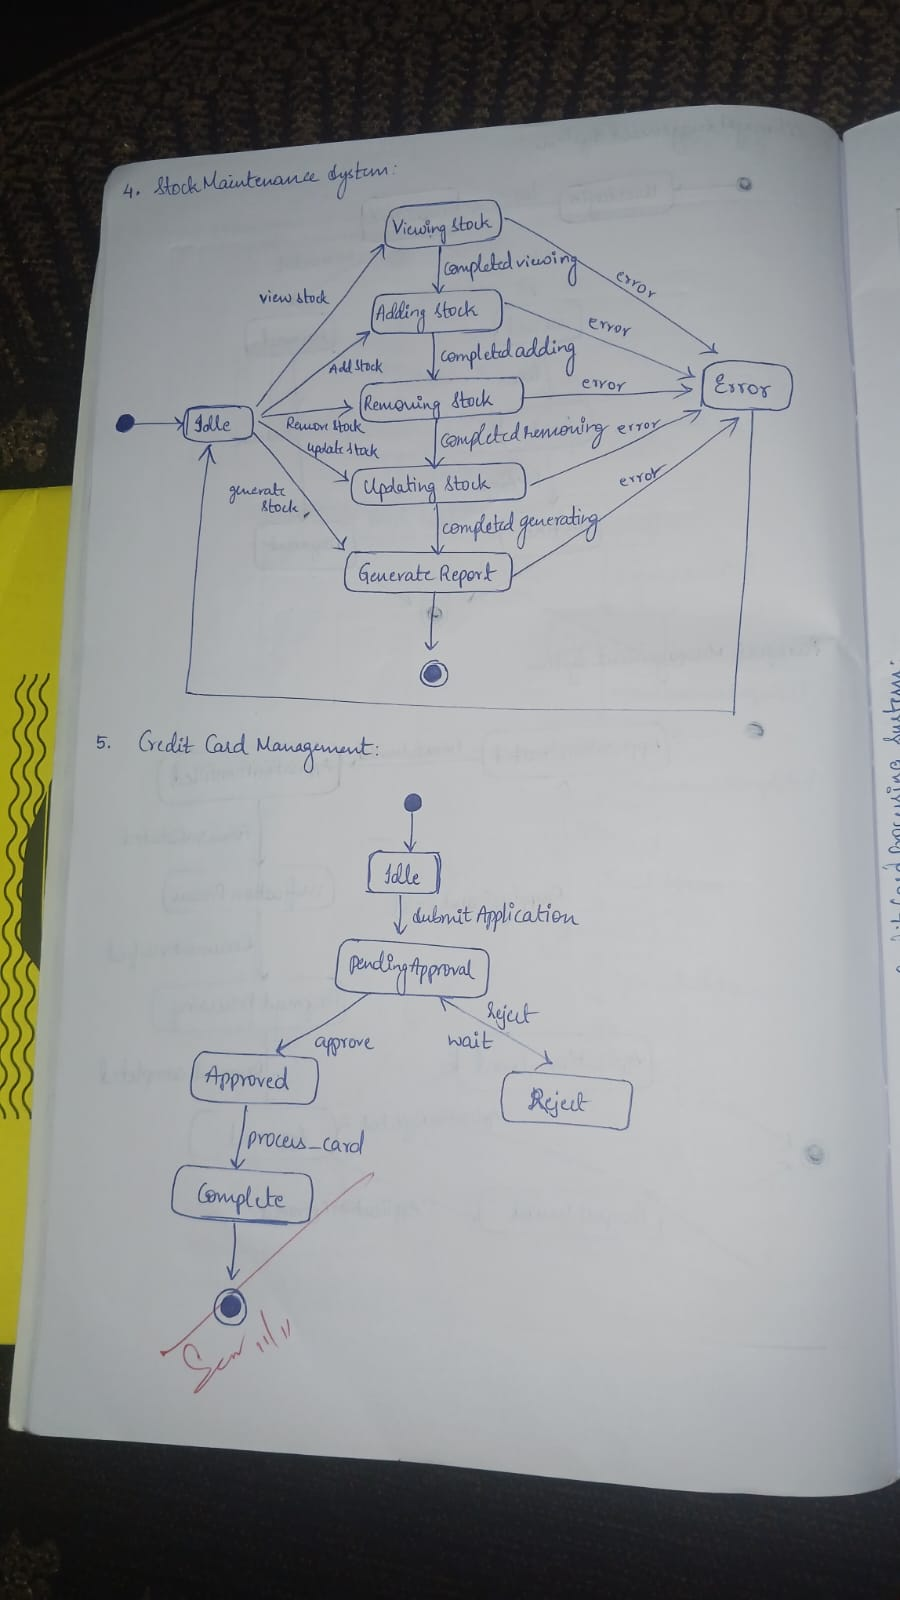 4. Stock Maintenance System:
Viewing Stock
completed viewing
error
view stock
Adding Stock
error
Add Stock
completed adding
error
Error
Removing Stock
Idle
Remove Stock
completed removing
error
update stock
Updating Stock
error
generate
stock
completed generating
Generate Report
5. Credit Card Management:
Idle
submit Application
Pending Approval
Reject
approve
wait
Approved
Reject
process_card
Complete